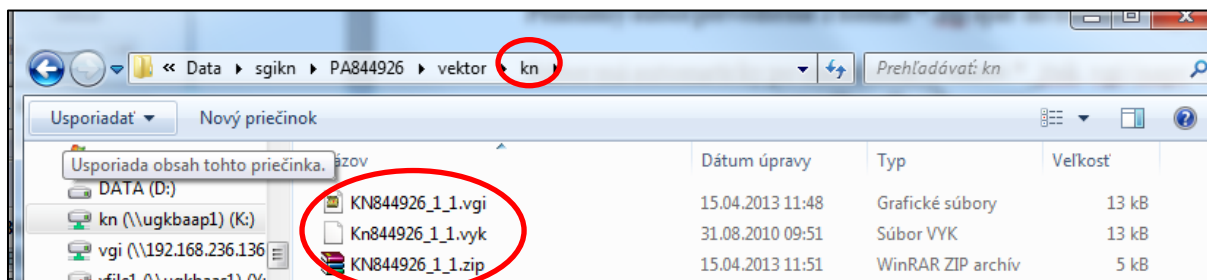 « Data ▸ sgikn ▸ PA844926 ▸ vektor ▸ kn ▸ Prehľadávať: kn
Usporiadať ▼ Nový priečinok
Usporiada obsah tohto priečinka.
ázov Dátum úpravy Typ Veľkosť
DATA (D:)
KN844926_1_1.vgi 15.04.2013 11:48 Grafické súbory 13 kB
kn (\\ugkbaap1) (K:)
Kn844926_1_1.vyk 31.08.2010 09:51 Súbor VYK 13 kB
vgi (\\192.168.236.136
KN844926_1_1.zip 15.04.2013 11:51 WinRAR ZIP archív 5 kB